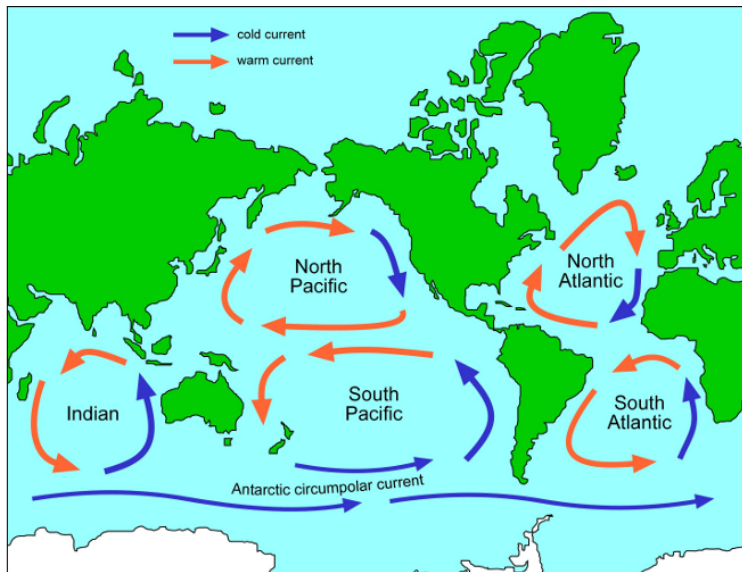 cold current
warm current
North
Pacific
North
Atlantic
Indian
South
Pacific
South
Atlantic
Antarctic circumpolar current